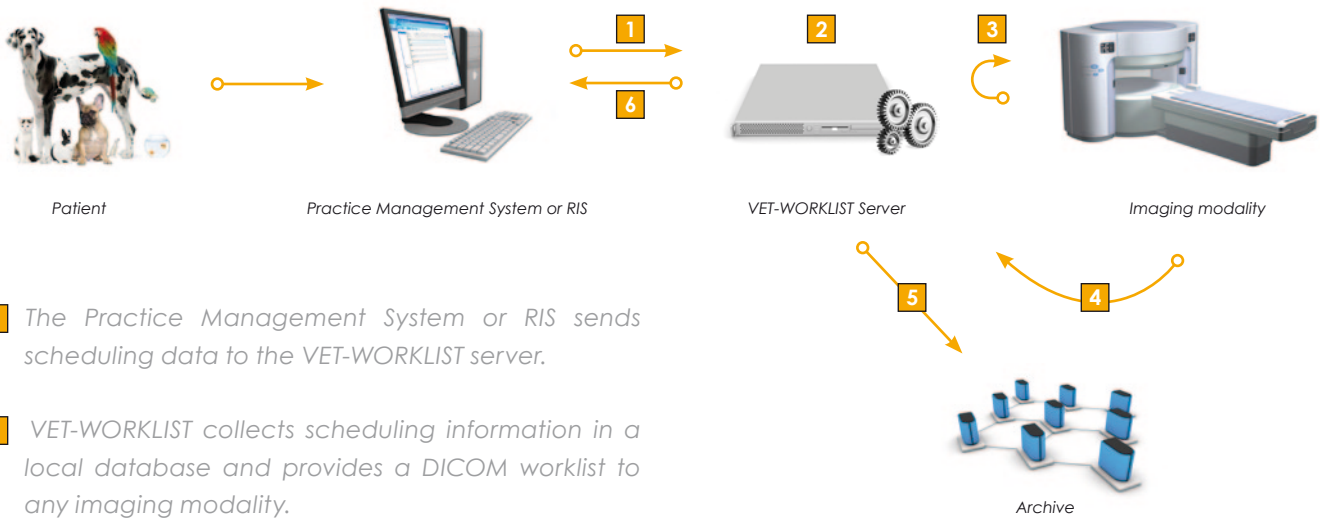 1
2
3
6
Patient
Practice Management System or RIS
VET-WORKLIST Server
Imaging modality
5
4
The Practice Management System or RIS sends
scheduling data to the VET-WORKLIST server.
VET-WORKLIST collects scheduling information in a
local database and provides a DICOM worklist to
any imaging modality.
Archive